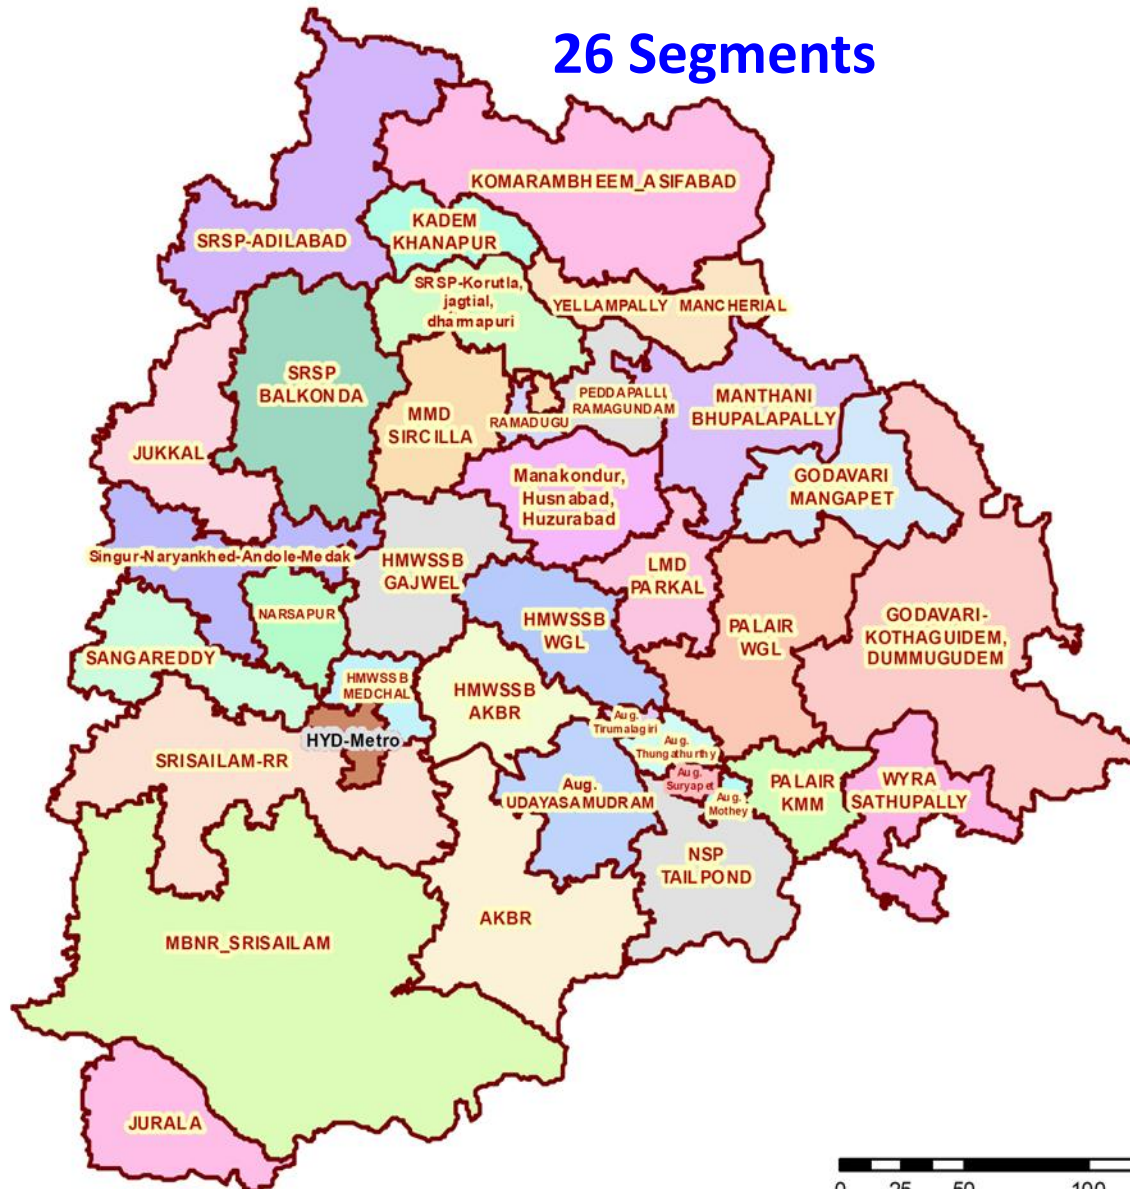 26 Segments
KOMARAMBHEEM_ASIFABAD
SRSP-ADILABAD
KADEM
KHANAPUR
SRSP-Korutla,
jagtial,
dharmapuri
YELLAMPALLY
MANCHERIAL
SRSP
BALKONDA
MMD
SIRCILLA
RAMADUGU
PEDDAPALLI,
RAMAGUNDAM
MANTHANI
BHUPALAPALLY
JUKKAL
Manakondur,
Husnabad,
Huzurabad
GODAVARI
MANGAPET
Singur-Naryankhed-Andole-Medak
HMWSSB
GAJWEL
LMD
PARKAL
NARSAPUR
HMWSSB
WGL
PALAIR
WGL
GODAVARI-
KOTHAGUIDEM,
DUMMUGUDEM
SANGAREDDY
HMWSSB
MEDCHAL
HMWSSB
AKBR
Aug.
Tirumalagiri
Aug.
Thungathurthy
HYD-Metro
SRISAILAM-RR
Aug.
UDAYASAMUDRAM
Aug.
Suryapet
Aug.
Mothey
PALAIR
KMM
WYRA
SATHUPALLY
NSP
TAILPOND
AKBR
MBNR_SRISAILAM
JURALA
0 25 50 100